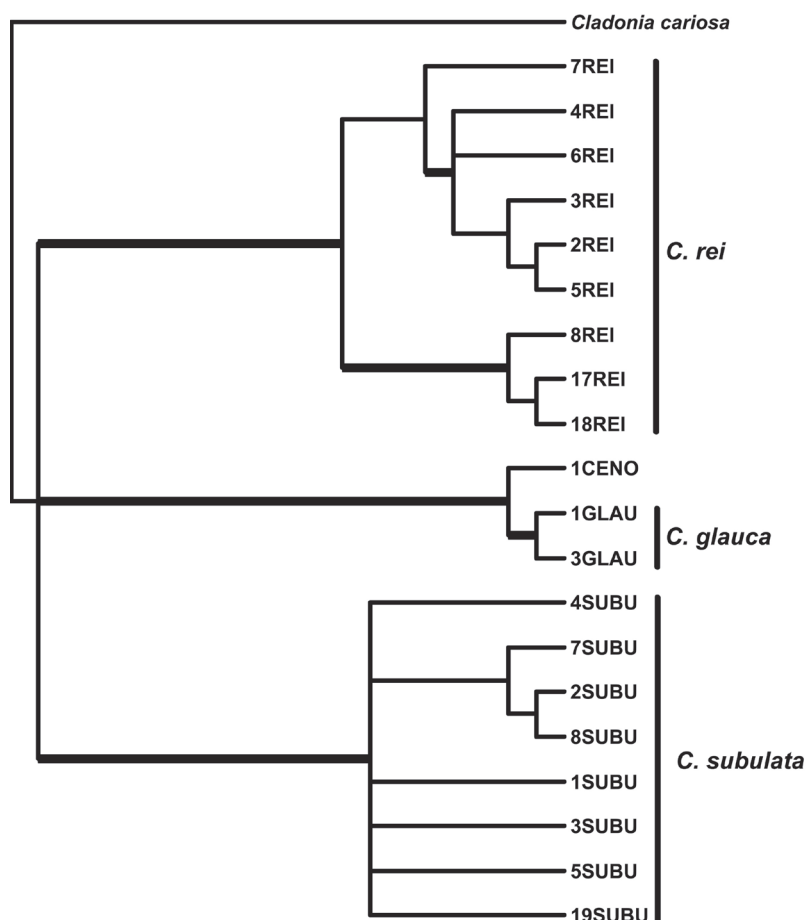 Cladonia cariosa
7REI
4REI
6REI
3REI
2REI
C. rei
5REI
8REI
17REI
18REI
1CENO
1GLAU
C. glauca
3GLAU
4SUBU
7SUBU
2SUBU
8SUBU
C. subulata
1SUBU
3SUBU
5SUBU
19SUBU